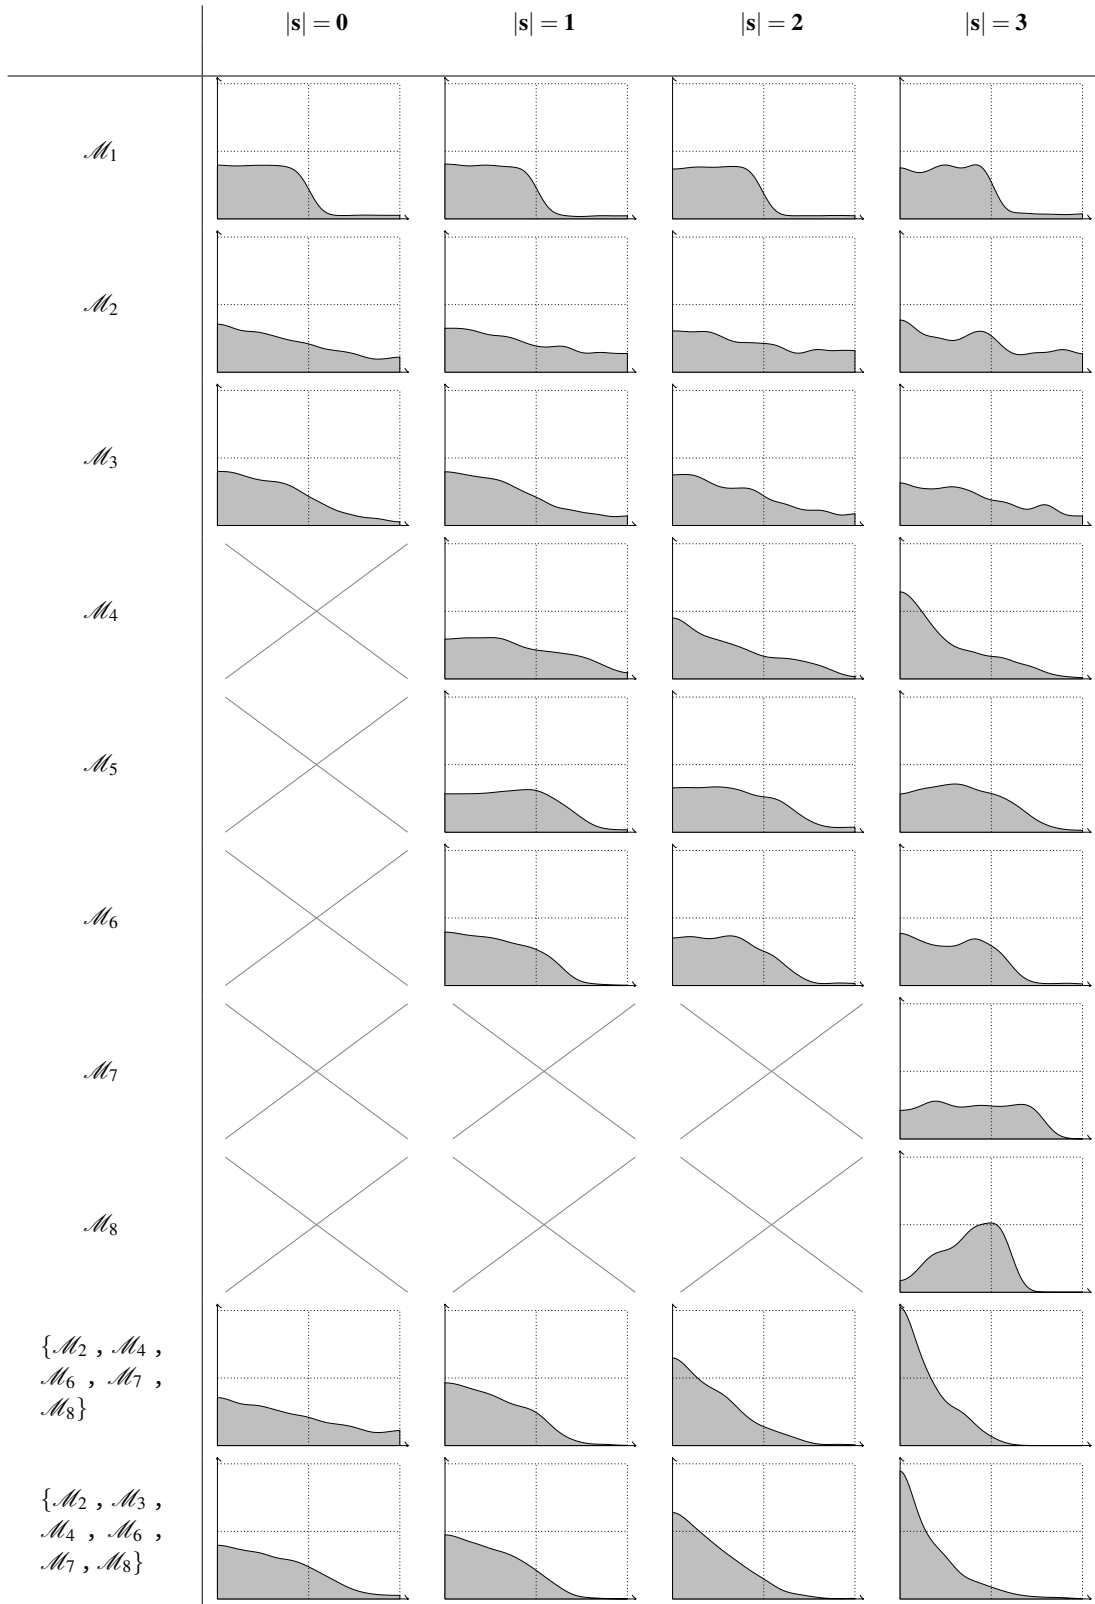 |s| = 0 |s| = 1 |s| = 2 |s| = 3
ℳ1
ℳ2
ℳ3
ℳ4
ℳ5
ℳ6
ℳ7
ℳ8
{ℳ2 , ℳ4 ,
ℳ6 , ℳ7 ,
ℳ8}
{ℳ2 , ℳ3 ,
ℳ4 , ℳ6 ,
ℳ7 , ℳ8}